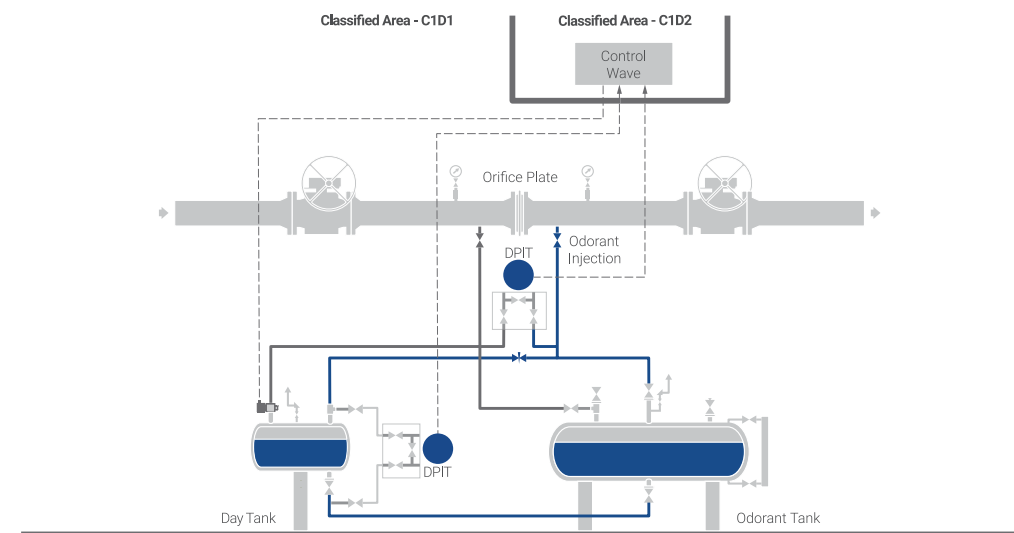 Classified Area - C1D1
Classified Area - C1D2
Control
Wave
Orifice Plate
Odorant
Injection
DPIT
DPIT
Day Tank
Odorant Tank